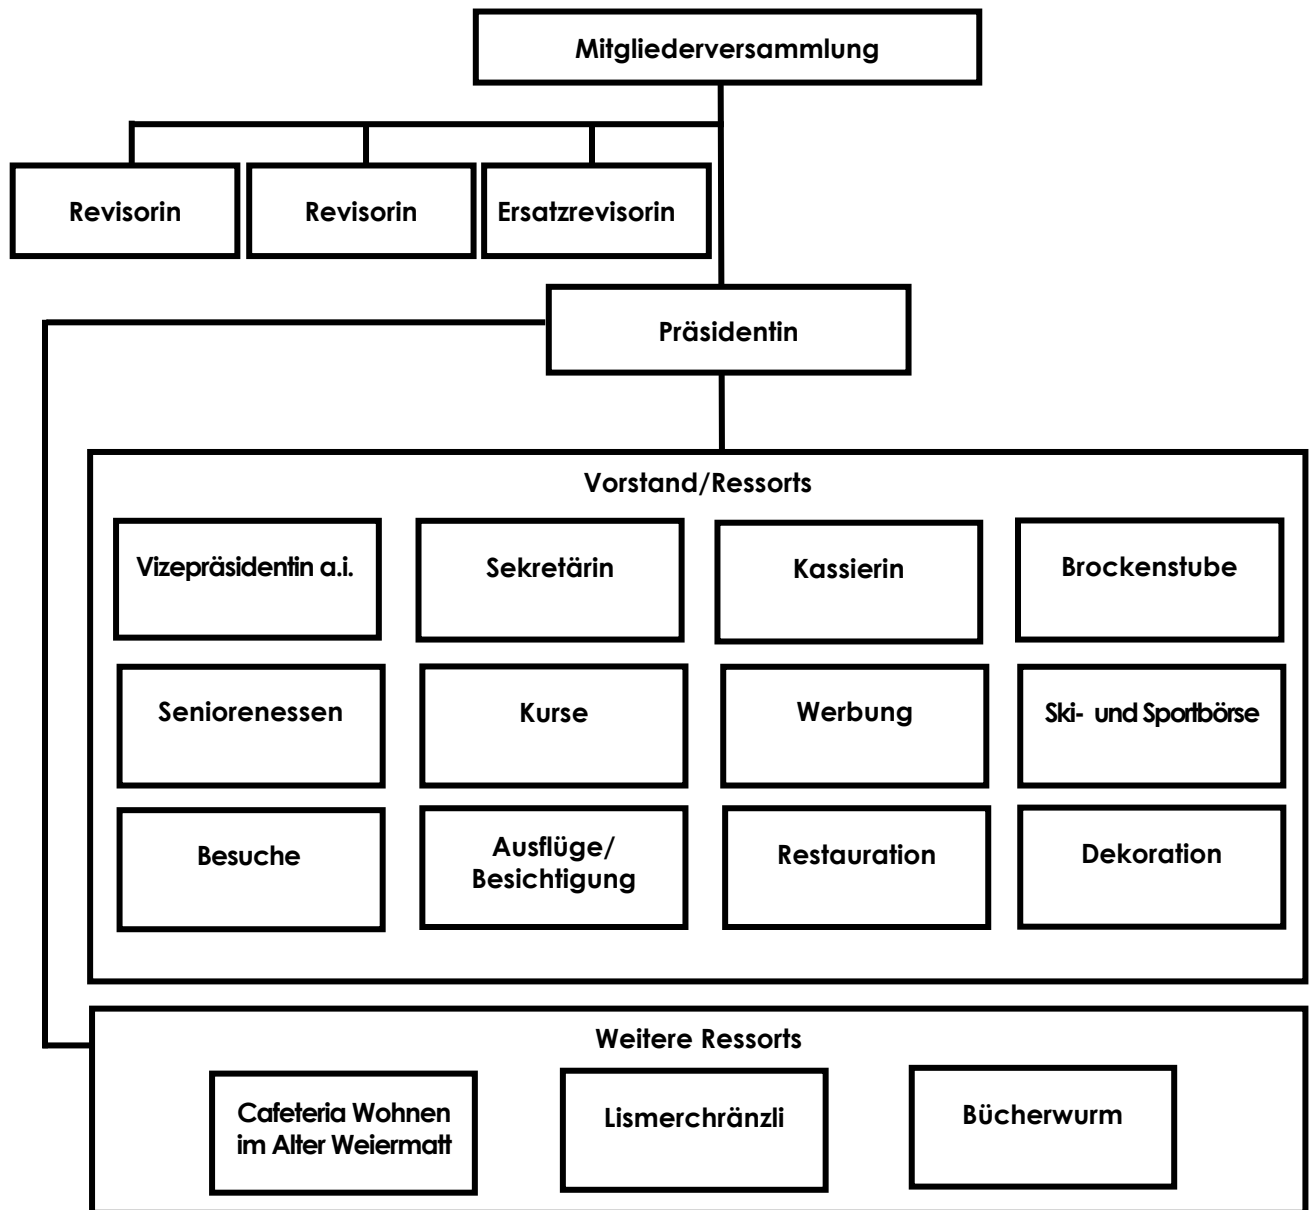 Mitgliederversammlung
Revisorin
Revisorin
Ersatzrevisorin
Präsidentin
Vorstand/Ressorts
Vizepräsidentin a.i.
Sekretärin
Kassierin
Brockenstube
Seniorenessen
Kurse
Werbung
Ski- und Sportbörse
Besuche
Ausflüge/
Besichtigung
Restauration
Dekoration
Weitere Ressorts
Cafeteria Wohnen
im Alter Weiermatt
Lismerchränzli
Bücherwurm